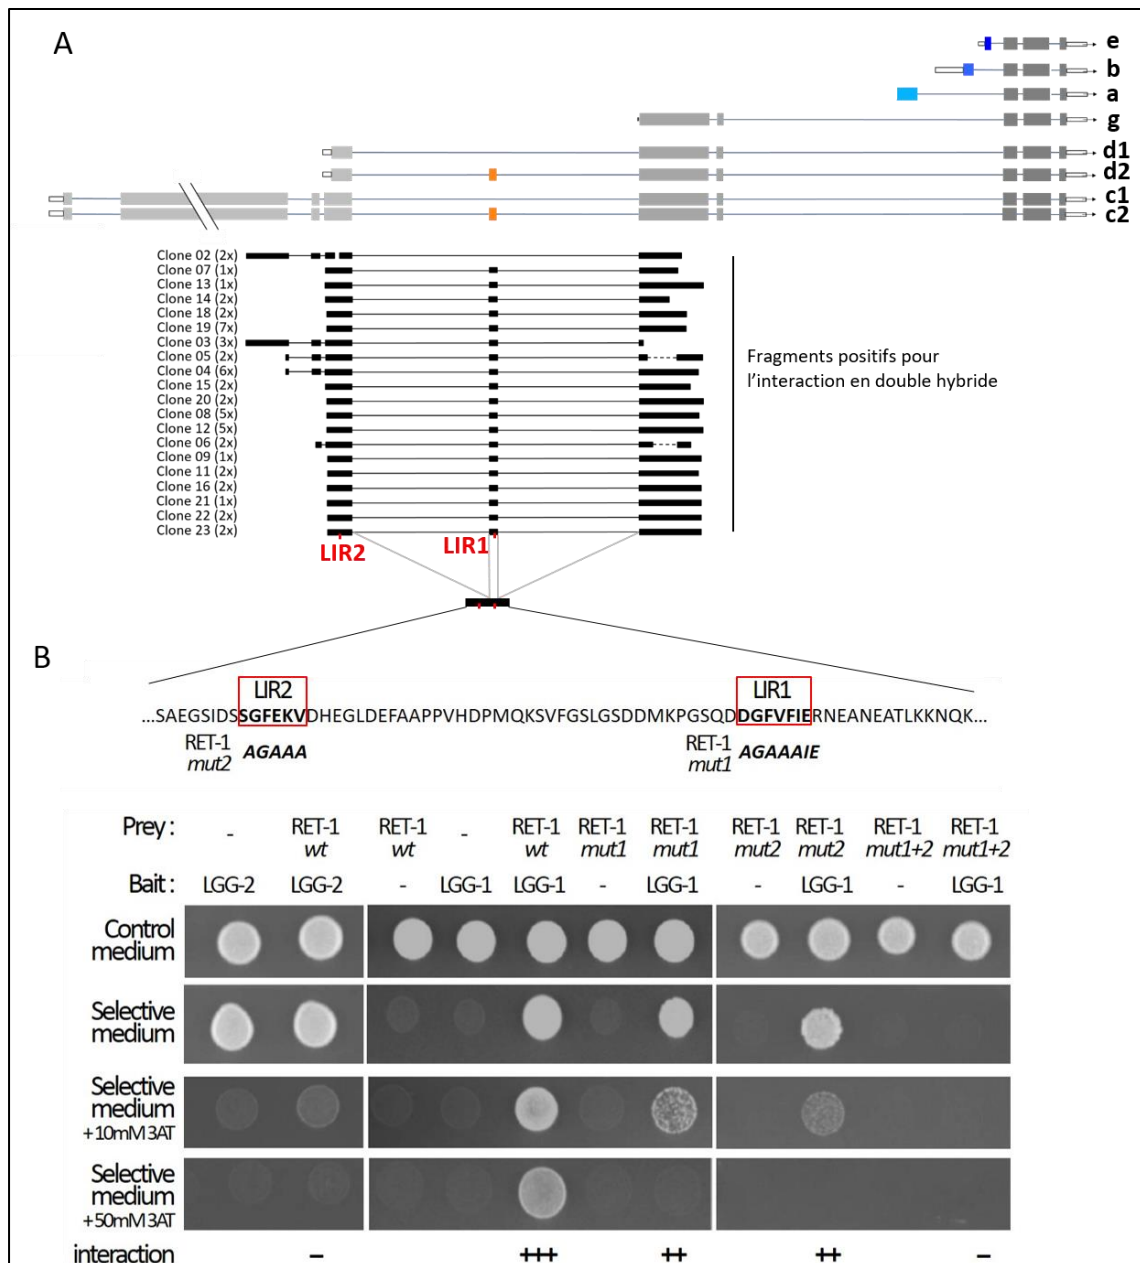 A
e
b
a
g
d1
d2
c1
c2
Clone 02 (2x)
Clone 07 (1x)
Clone 13 (1x)
Clone 14 (2x)
Clone 18 (2x)
Clone 19 (7x)
Clone 03 (3x)
Clone 05 (2x)
Clone 04 (6x)
Clone 15 (2x)
Clone 20 (2x)
Clone 08 (5x)
Clone 12 (5x)
Clone 06 (2x)
Clone 09 (1x)
Clone 11 (2x)
Clone 16 (2x)
Clone 21 (1x)
Clone 22 (2x)
Clone 23 (2x)
Fragments positifs pour
l'interaction en double hybride
LIR2 LIR1
B
LIR2 LIR1
...SAEGSIDSSGFEKVDHEGLDEFAAPPVHDPMQKSVFGSLGSDDMKPGSQDDGFVFIERNEANEATLKKNQK...
RET-1 mut2 AGAAA RET-1 mut1 AGAAAIE
Prey : - RET-1 wt RET-1 wt - RET-1 wt RET-1 mut1 RET-1 mut1 RET-1 mut2 RET-1 mut2 RET-1 mut1+2 RET-1 mut1+2
Bait : LGG-2 LGG-2 - LGG-1 LGG-1 - LGG-1 - LGG-1 - LGG-1
Control
medium
Selective
medium
Selective
medium
+10mM 3AT
Selective
medium
+50mM 3AT
interaction - +++ ++ ++ -